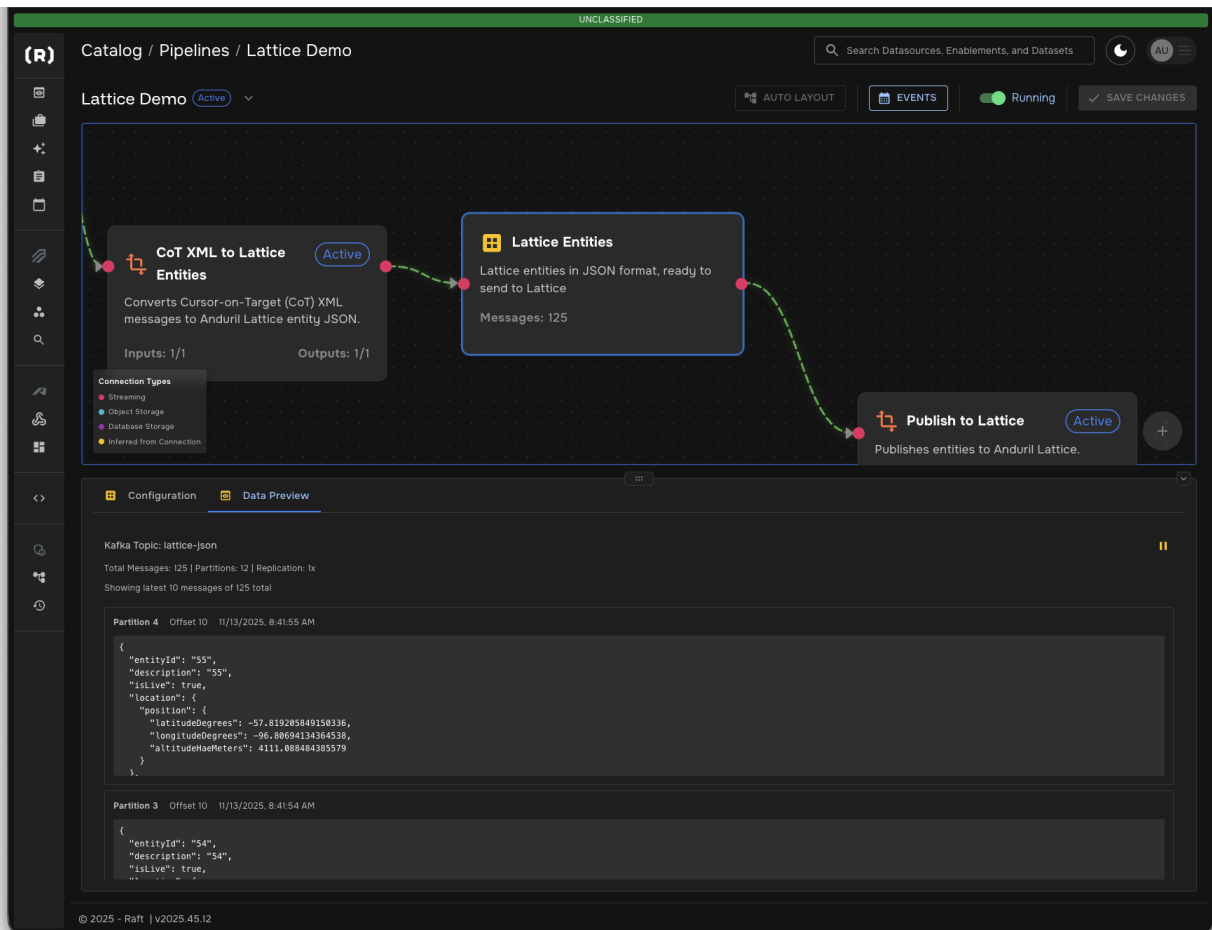 UNCLASSIFIED
(R)
Catalog / Pipelines / Lattice Demo
Search Datasources, Enablements, and Datasets
AU
Lattice Demo
Active
AUTO LAYOUT
EVENTS
Running
SAVE CHANGES
CoT XML to Lattice
Entities
Active
Converts Cursor-on-Target (CoT) XML
messages to Anduril Lattice entity JSON.
Inputs: 1/1
Outputs: 1/1
Lattice Entities
Lattice entities in JSON format, ready to
send to Lattice
Messages: 125
Connection Types
Streaming
Object Storage
Database Storage
Inferred from Connection
Publish to Lattice
Active
Publishes entities to Anduril Lattice.
Configuration
Data Preview
Kafka Topic: lattice-json
Total Messages: 125 | Partitions: 12 | Replication: 1x
Showing latest 10 messages of 125 total
Partition 4 Offset 10 11/13/2025, 8:41:55 AM
{
"entityId": "55",
"description": "55",
"isLive": true,
"location": {
"position": {
"latitudeDegrees": -57.819205849150336,
"longitudeDegrees": -96.80694134364538,
"altitudeHaeMeters": 4111.088484385579
}
},
Partition 3 Offset 10 11/13/2025, 8:41:54 AM
{
"entityId": "54",
"description": "54",
"isLive": true,
© 2025 - Raft | v2025.45.12